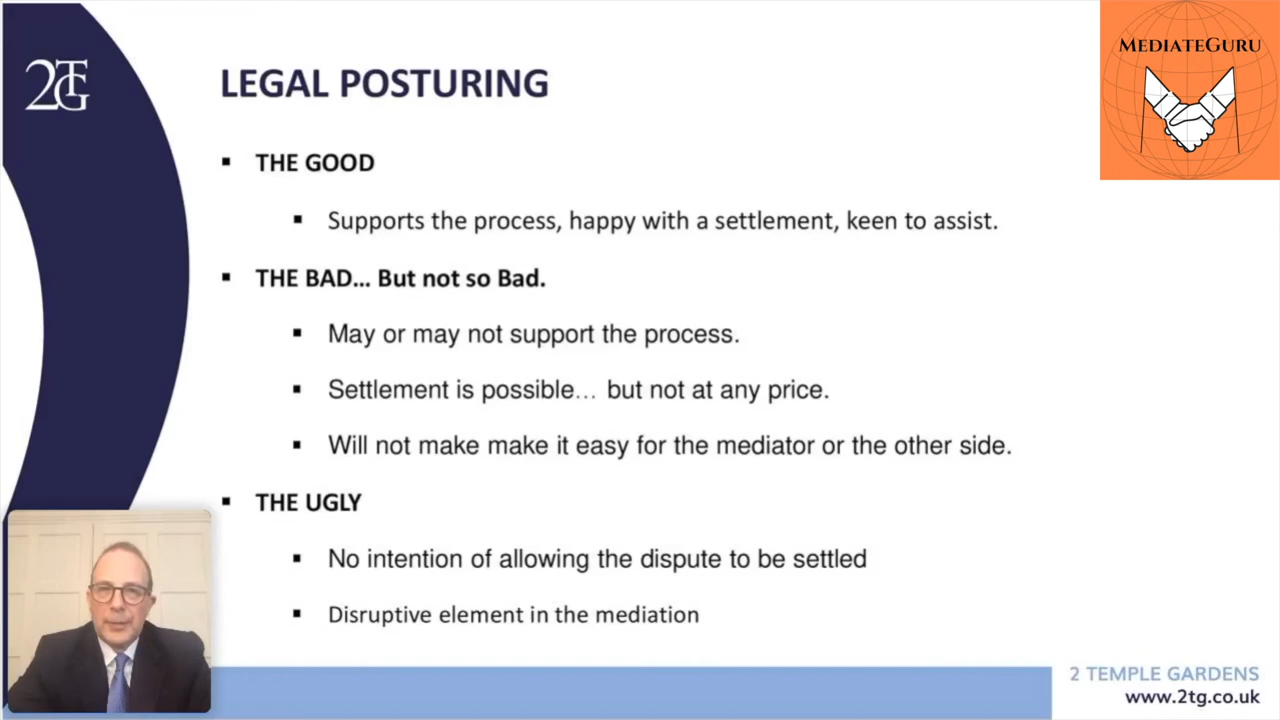 2TG
LEGAL POSTURING
MEDIATEGURU
▪ THE GOOD
▪ Supports the process, happy with a settlement, keen to assist.
▪ THE BAD... But not so Bad.
▪ May or may not support the process.
▪ Settlement is possible... but not at any price.
▪ Will not make make it easy for the mediator or the other side.
▪ THE UGLY
▪ No intention of allowing the dispute to be settled
▪ Disruptive element in the mediation
2 TEMPLE GARDENS
www.2tg.co.uk